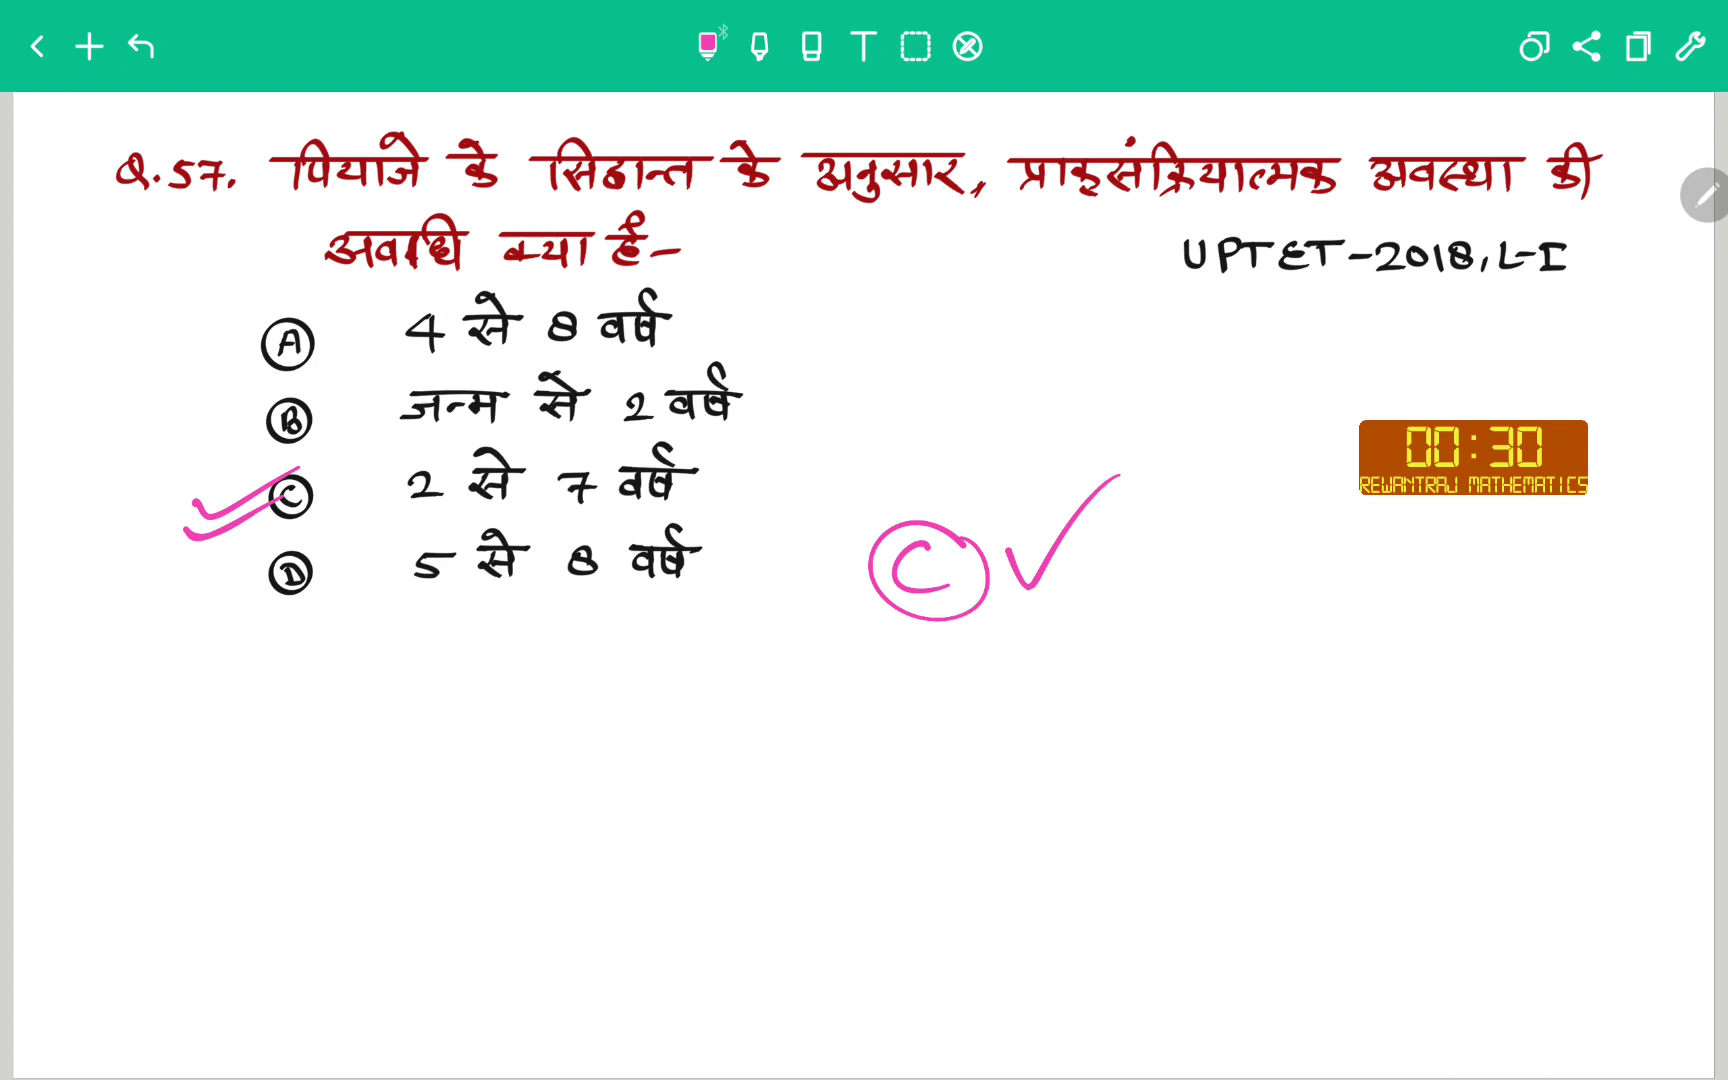 Q.57. पियाजे के सिद्धान्त के अनुसार, प्राक्संक्रियात्मक अवस्था की
अवधि क्या है-
UPTET-2018, L-I
A 4 से 8 वर्ष
B जन्म से 2 वर्ष
C 2 से 7 वर्ष
D 5 से 8 वर्ष
C
00:30
REWANTRAJ MATHEMATICS